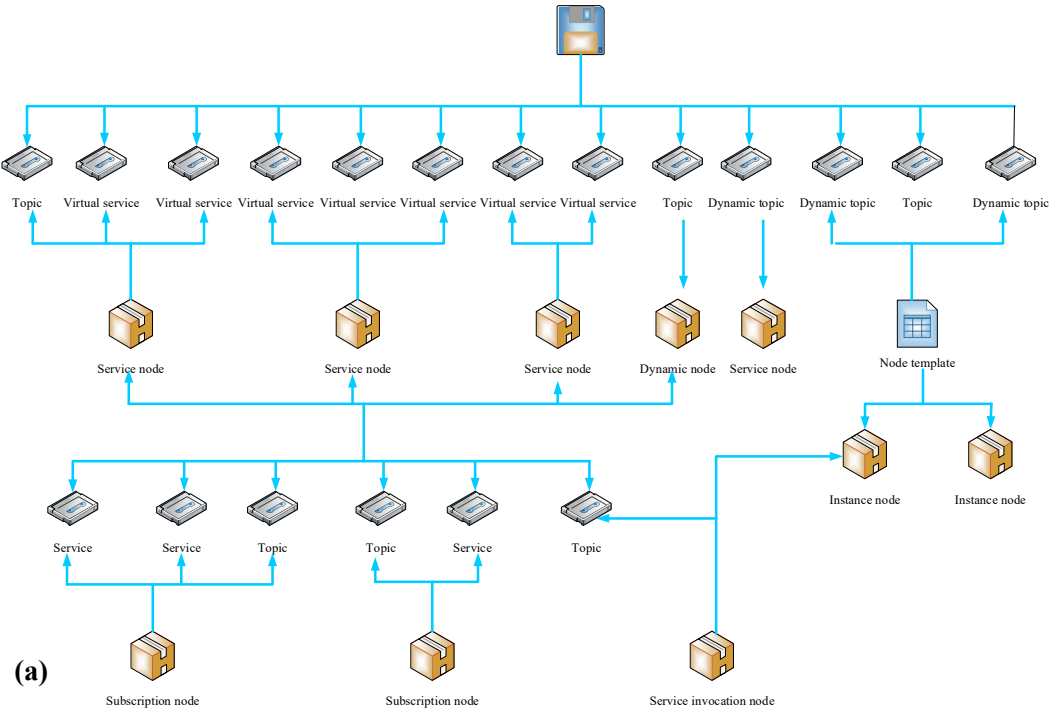 Topic
Virtual service
Virtual service
Virtual service
Virtual service
Virtual service
Virtual service
Virtual service
Topic
Dynamic topic
Dynamic topic
Topic
Dynamic topic
Service node
Service node
Service node
Dynamic node
Service node
Node template
Instance node
Instance node
Service
Service
Topic
Topic
Service
Topic
(a)
Subscription node
Subscription node
Service invocation node